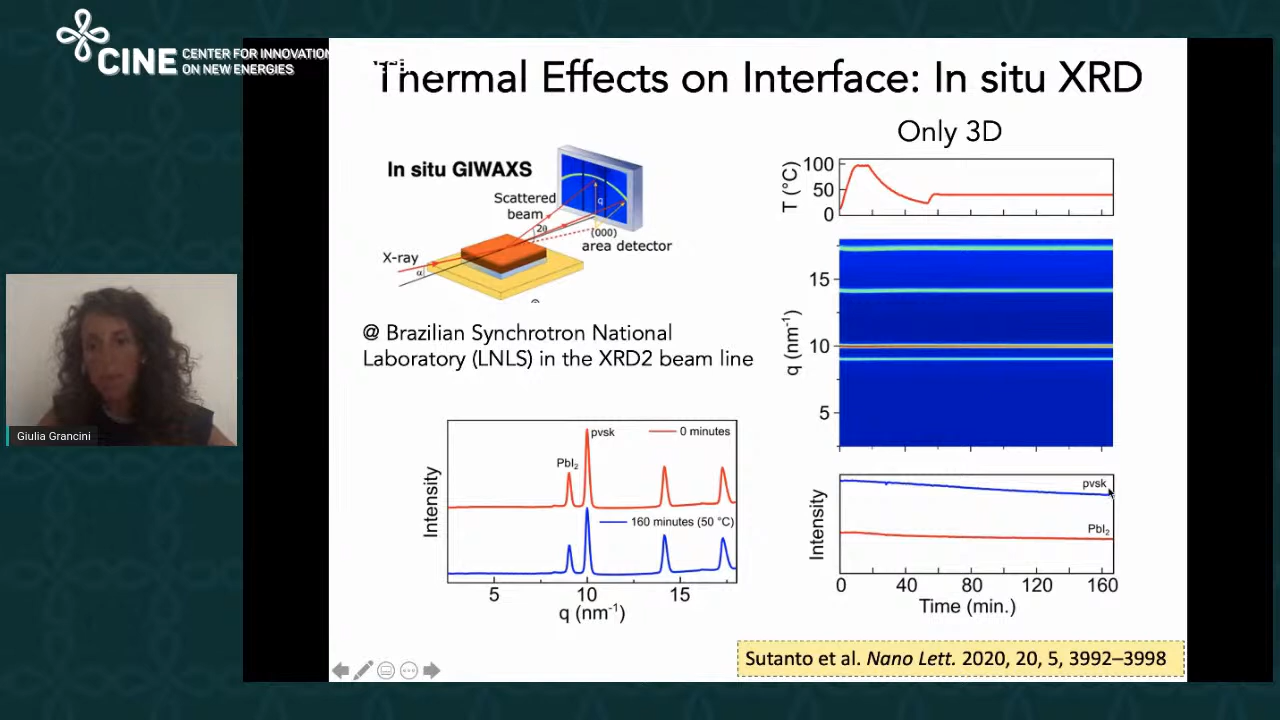 CINE
CENTER FOR INNOVATION
ON NEW ENERGIES
Thermal Effects on Interface: In situ XRD
In situ GIWAXS
Scattered
beam
q
2θ
(000)
area detector
X-ray
α
@ Brazilian Synchrotron National
Laboratory (LNLS) in the XRD2 beam line
Giulia Grancini
Only 3D
T (°C)
100
50
0
q (nm-1)
15
10
5
Intensity
pvsk
PbI2
0 40 80 120 160
Time (min.)
Intensity
PbI2
pvsk
0 minutes
160 minutes (50 °C)
5 10 15
q (nm-1)
Sutanto et al. Nano Lett. 2020, 20, 5, 3992–3998